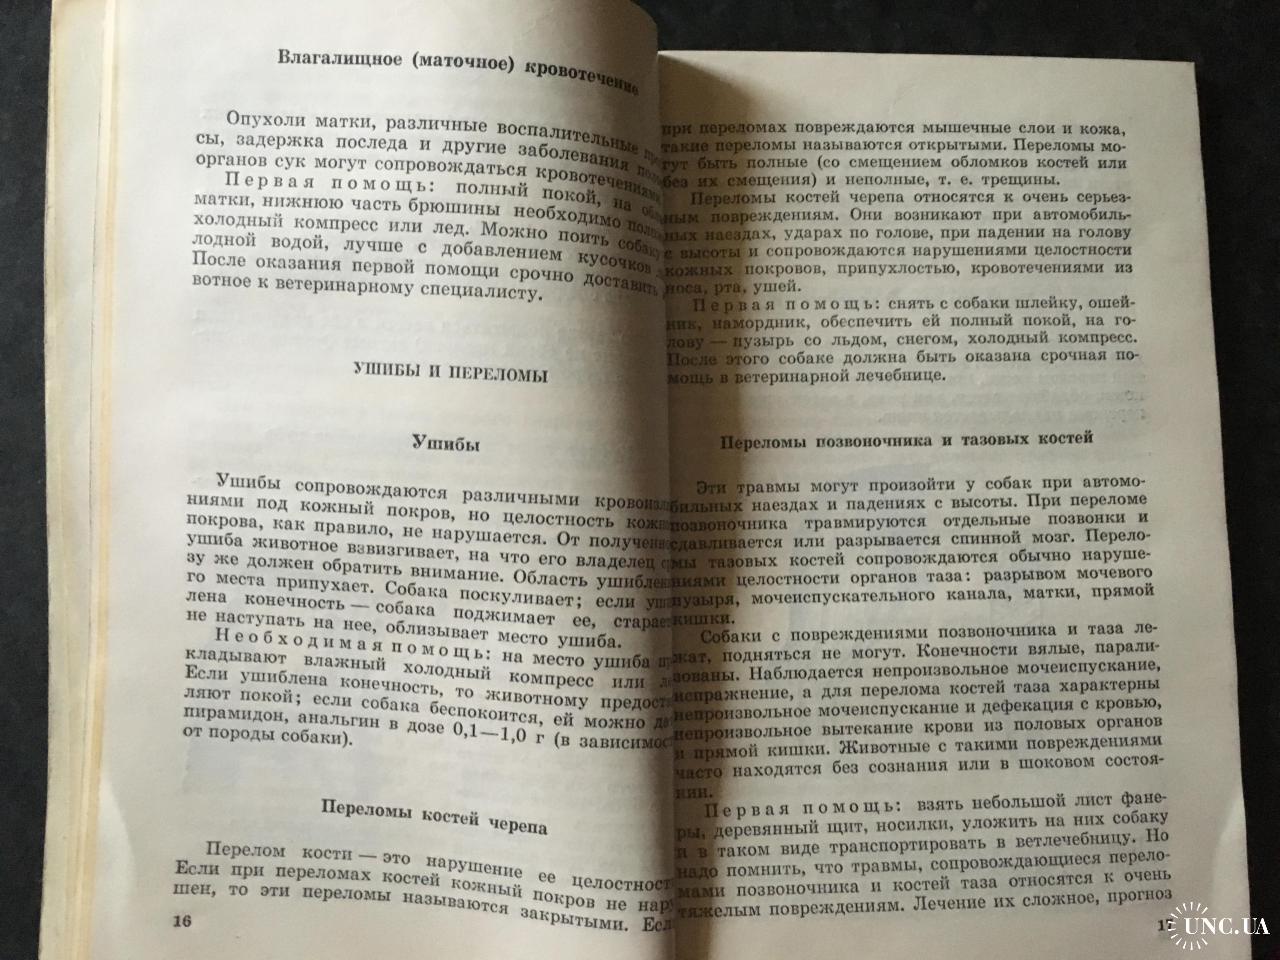 Влагалищное (маточное) кровотечение
Опухоли матки, различные воспалительные
сы, задержка последа и другие заболевания
органов сук могут сопровождаться кровотечениями
Первая помощь: полный покой, на
матки, нижнюю часть брюшины необходимо
холодный компресс или лед. Можно поить собаку
лодной водой, лучше с добавлением кусочков
После оказания первой помощи срочно доставить
вотное к ветеринарному специалисту.
УШИБЫ И ПЕРЕЛОМЫ
Ушибы
Ушибы сопровождаются различными
ниями под кожный покров, но целостность
покрова, как правило, не нарушается. От
ушиба животное взвизгивает, на что его владелец
зу же должен обратить внимание. Область
го места припухает. Собака поскуливает; если
лена конечность — собака поджимает ее,
не наступать на нее, облизывает место ушиба.
Необходимая помощь: на место ушиба
кладывают влажный холодный компресс или
Если ушиблена конечность, то животному
ляют покой; если собака беспокоится, ей можно
пирамидон, анальгин в дозе 0,1—1,0 г (в
от породы собаки).
Переломы костей черепа
Перелом кости — это нарушение ее
Если при переломах костей кожный покров не
шен, то эти переломы называются закрытыми.
16
при переломах повреждаются мышечные слои и кожа,
такие переломы называются открытыми. Переломы мо-
гут быть полные (со смещением обломков костей или
без их смещения) и неполные, т. е. трещины.
Переломы костей черепа относятся к очень серьез-
ным повреждениям. Они возникают при автомобиль-
ных наездах, ударах по голове, при падении на голову
с высоты и сопровождаются нарушениями целостности
кожных покровов, припухлостью, кровотечениями из
носа, рта, ушей.
Первая помощь: снять с собаки шлейку, ошей-
ник, намордник, обеспечить ей полный покой, на го-
лову — пузырь со льдом, снегом, холодный компресс.
После этого собаке должна быть оказана срочная по-
мощь в ветеринарной лечебнице.
Переломы позвоночника и тазовых костей
Эти травмы могут произойти у собак при автомо-
бильных наездах и падениях с высоты. При переломе
позвоночника травмируются отдельные позвонки и
сдавливается или разрывается спинной мозг. Перело-
мы тазовых костей сопровождаются обычно наруше-
ниями целостности органов таза: разрывом мочевого
пузыря, мочеиспускательного канала, матки, прямой
кишки.
Собаки с повреждениями позвоночника и таза ле-
жат, подняться не могут. Конечности вялые, парали-
зованы. Наблюдается непроизвольное мочеиспускание,
испражнение, а для перелома костей таза характерны
непроизвольное мочеиспускание и дефекация с кровью,
непроизвольное вытекание крови из половых органов
и прямой кишки. Животные с такими повреждениями
часто находятся без сознания или в шоковом состоя-
нии.
Первая помощь: взять небольшой лист фане-
ры, деревянный щит, носилки, уложить на них собаку
и в таком виде транспортировать в ветлечебницу. Но
надо помнить, что травмы, сопровождающиеся перело-
мами позвоночника и костей таза относятся к очень
тяжелым повреждениям. Лечение их сложное, прогноз
17
UNC.UA